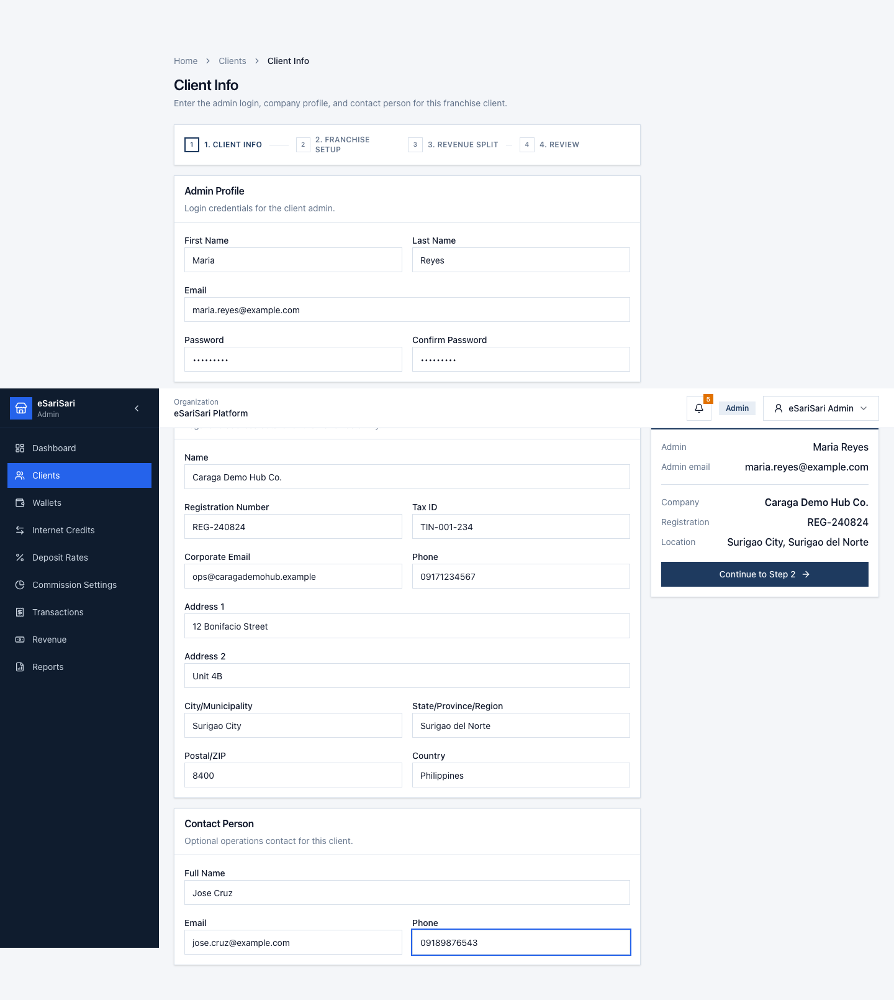 Home > Clients > Client Info
Client Info
Enter the admin login, company profile, and contact person for this franchise client.
1 1. CLIENT INFO
2 2. FRANCHISE
SETUP
3 3. REVENUE SPLIT
4 4. REVIEW
Admin Profile
Login credentials for the client admin.
First Name
Maria
Last Name
Reyes
Email
maria.reyes@example.com
Password
•••••••••
Confirm Password
•••••••••
eSariSari
Admin
Dashboard
Clients
Wallets
Internet Credits
Deposit Rates
Commission Settings
Transactions
Revenue
Reports
Organization
eSariSari Platform
5
Admin
eSariSari Admin
Name
Caraga Demo Hub Co.
Registration Number
REG-240824
Tax ID
TIN-001-234
Corporate Email
ops@caragademohub.example
Phone
09171234567
Address 1
12 Bonifacio Street
Address 2
Unit 4B
City/Municipality
Surigao City
State/Province/Region
Surigao del Norte
Postal/ZIP
8400
Country
Philippines
Contact Person
Optional operations contact for this client.
Full Name
Jose Cruz
Email
jose.cruz@example.com
Phone
09189876543
Admin Maria Reyes
Admin email maria.reyes@example.com
Company Caraga Demo Hub Co.
Registration REG-240824
Location Surigao City, Surigao del Norte
Continue to Step 2 →